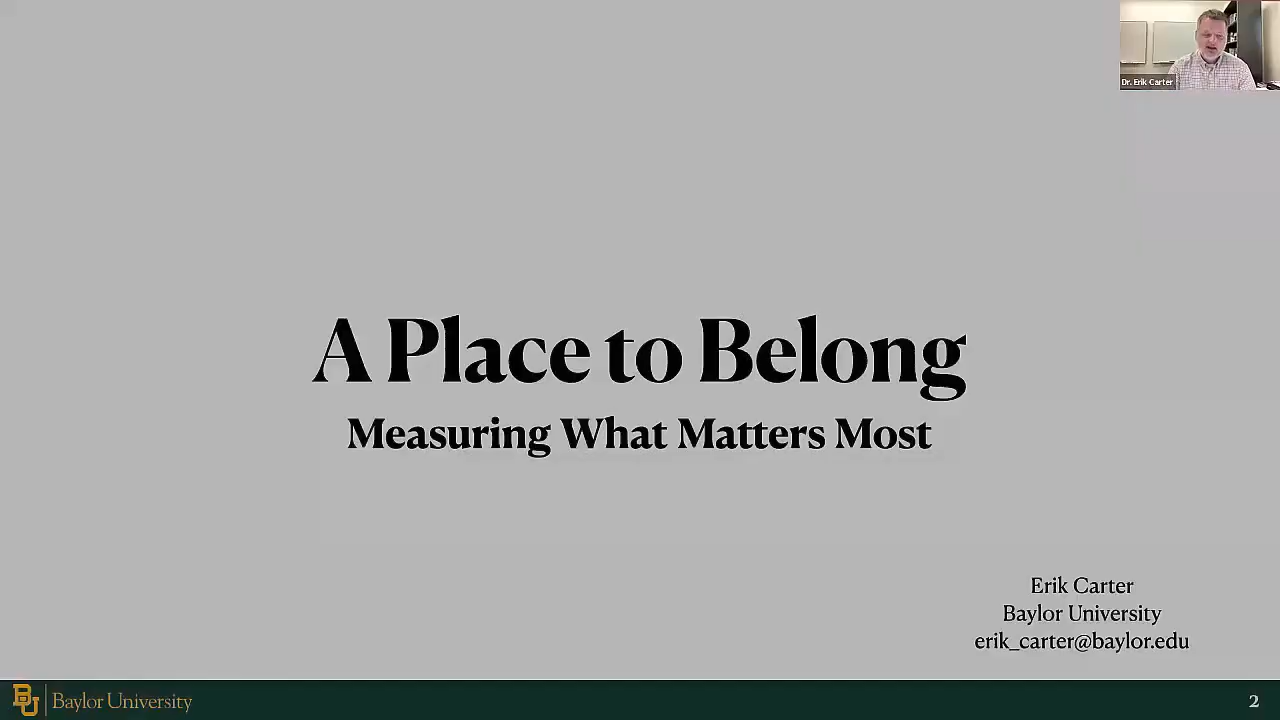 Dr. Erik Carter
A Place to Belong
Measuring What Matters Most
Erik Carter
Baylor University
erik_carter@baylor.edu
BU
Baylor University
2